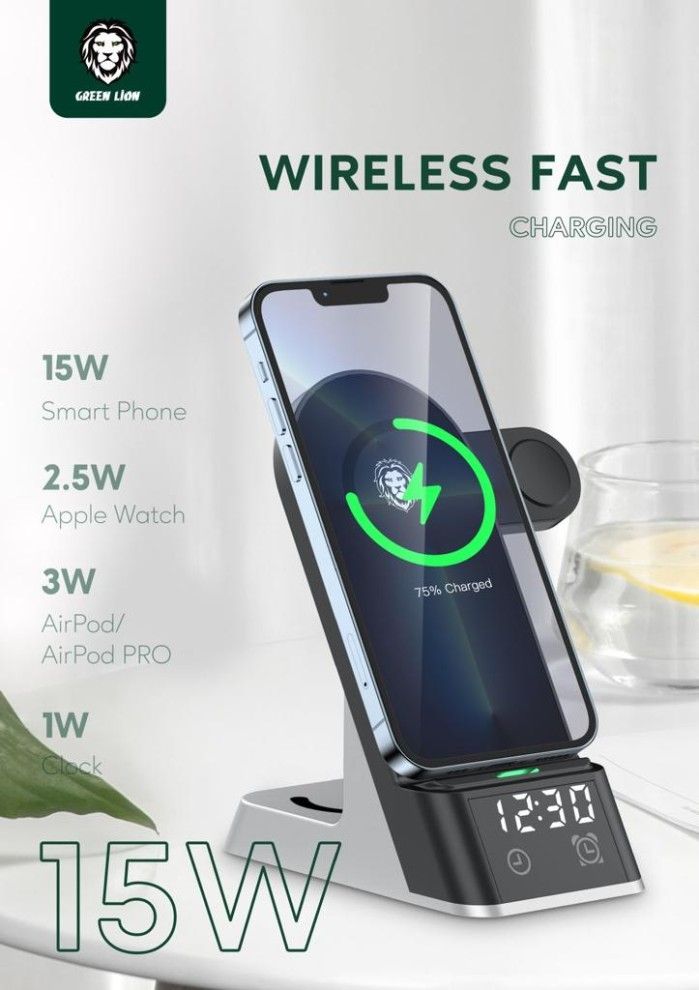 GREEN LION
WIRELESS FAST
CHARGING
15W
Smart Phone
2.5W
Apple Watch
3W
AirPod/
AirPod PRO
1W
Clock
75% Charged
12:30
15W